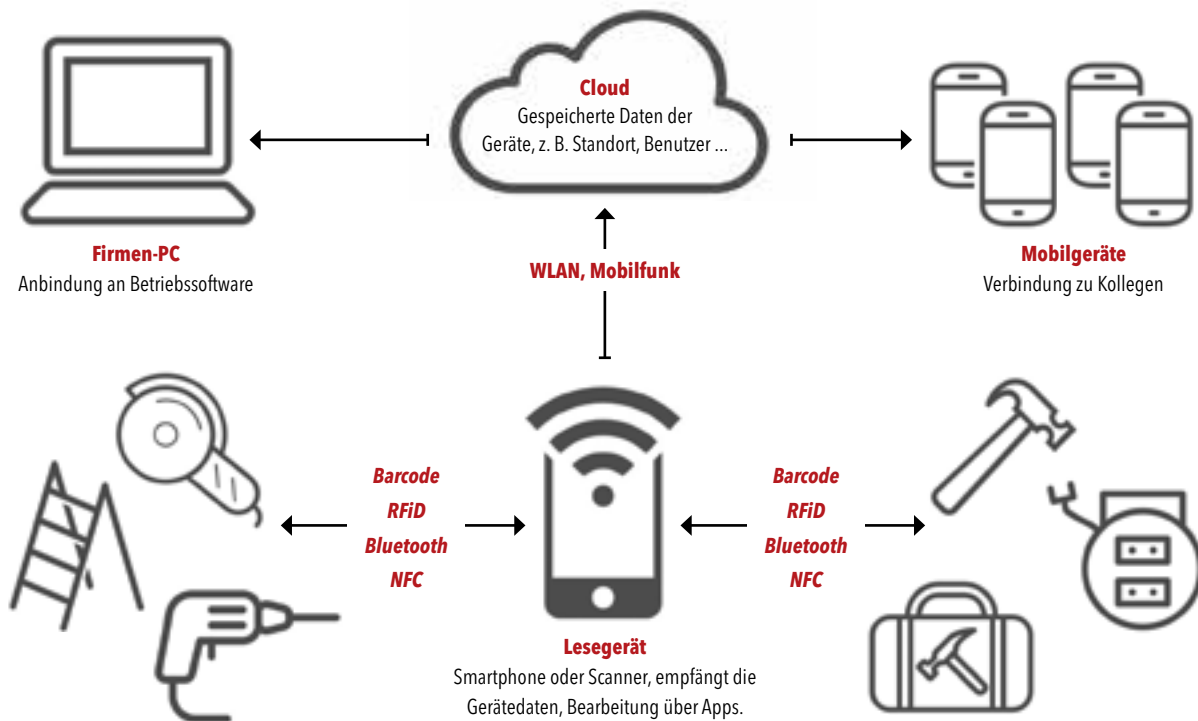 Cloud
Gespeicherte Daten der
Geräte, z. B. Standort, Benutzer ...
Firmen-PC
Anbindung an Betriebssoftware
WLAN, Mobilfunk
Mobilgeräte
Verbindung zu Kollegen
Barcode
RFiD
Bluetooth
NFC
Barcode
RFiD
Bluetooth
NFC
Lesegerät
Smartphone oder Scanner, empfängt die
Gerätedaten, Bearbeitung über Apps.